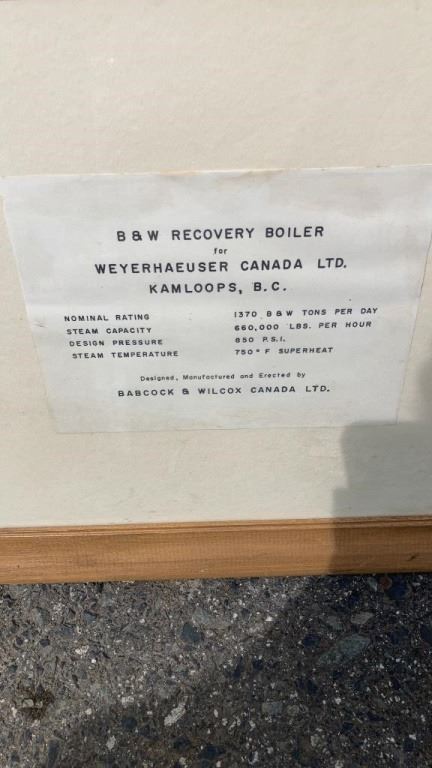 B & W RECOVERY BOILER
for
WEYERHAEUSER CANADA LTD.
KAMLOOPS, B.C.
NOMINAL RATING 1370 B & W TONS PER DAY
STEAM CAPACITY 660,000 LBS. PER HOUR
DESIGN PRESSURE 850 P.S.I.
STEAM TEMPERATURE 750° F SUPERHEAT
Designed, Manufactured and Erected by
BABCOCK & WILCOX CANADA LTD.